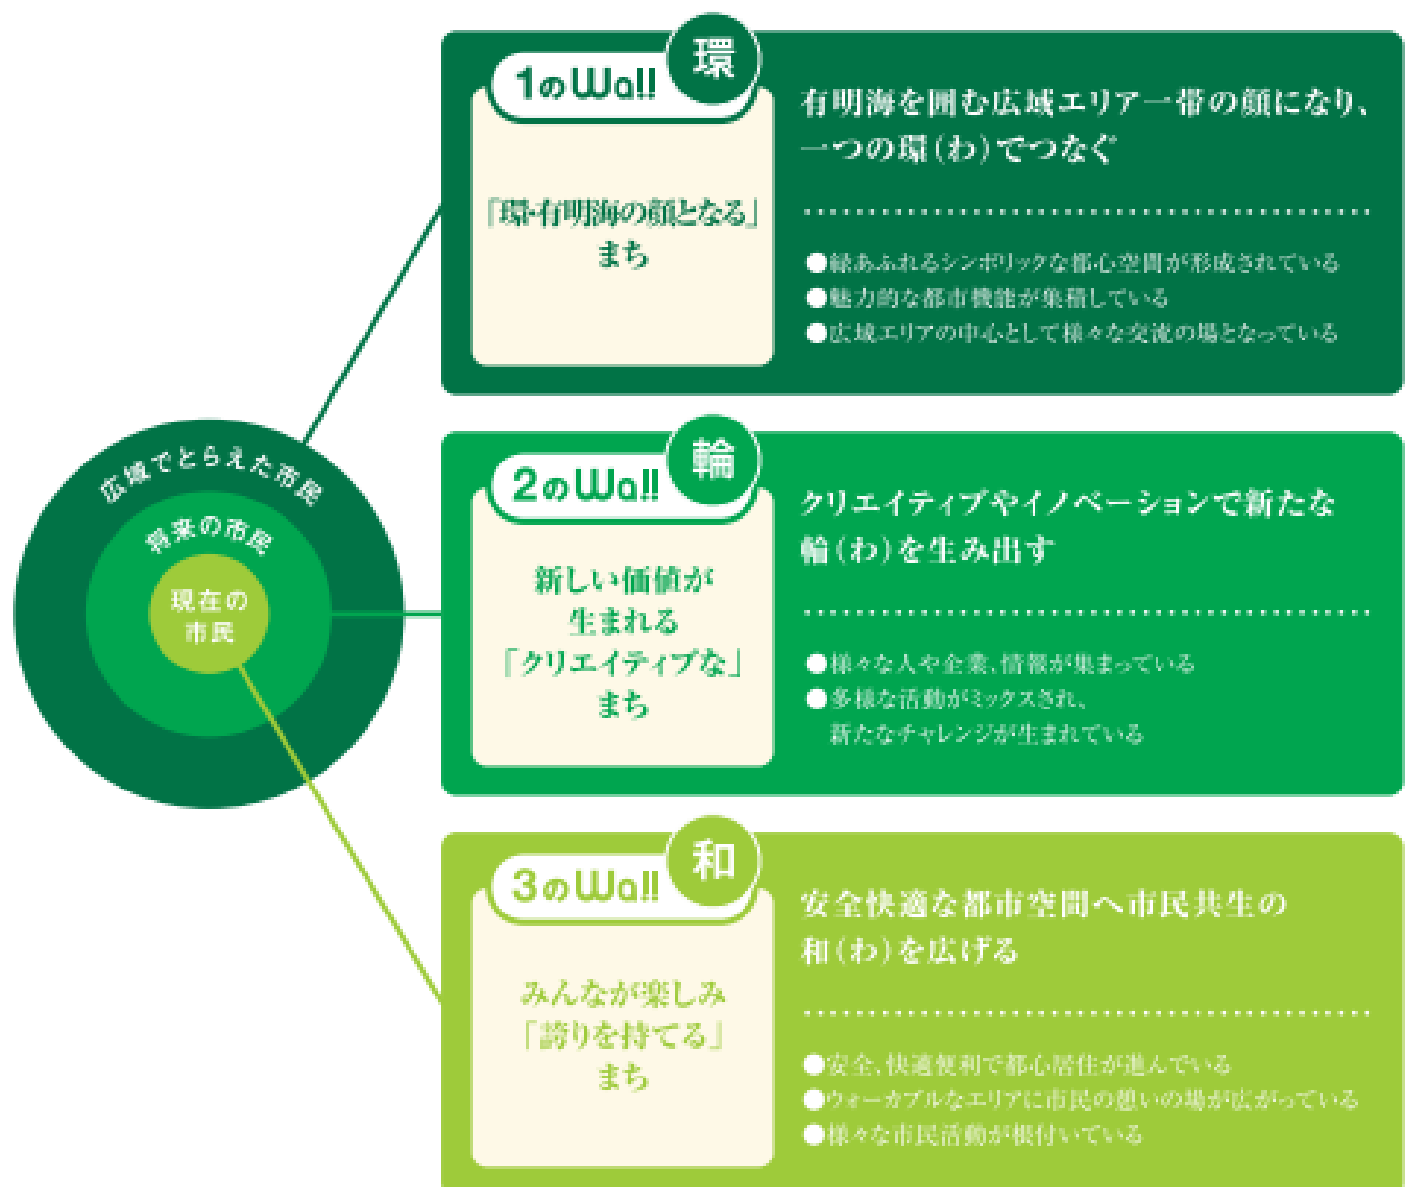 広域でとらえた市民
将来の市民
現在の
市民
1のWa!!
環
「環・有明海の顔となる」
まち
有明海を囲む広域エリア一帯の顔になり、
一つの環(わ)でつなぐ
●緑あふれるシンボリックな都心空間が形成されている
●魅力的な都市機能が集積している
●広域エリアの中心として様々な交流の場となっている
2のWa!!
輪
新しい価値が
生まれる
「クリエイティブな」
まち
クリエイティブやイノベーションで新たな
輪(わ)を生み出す
●様々な人や企業、情報が集まっている
●多様な活動がミックスされ、
新たなチャレンジが生まれている
3のWa!!
和
みんなが楽しみ
「誇りを持てる」
まち
安全快適な都市空間へ市民共生の
和(わ)を広げる
●安全、快適便利で都心居住が進んでいる
●ウォーカブルなエリアに市民の憩いの場が広がっている
●様々な市民活動が根付いている